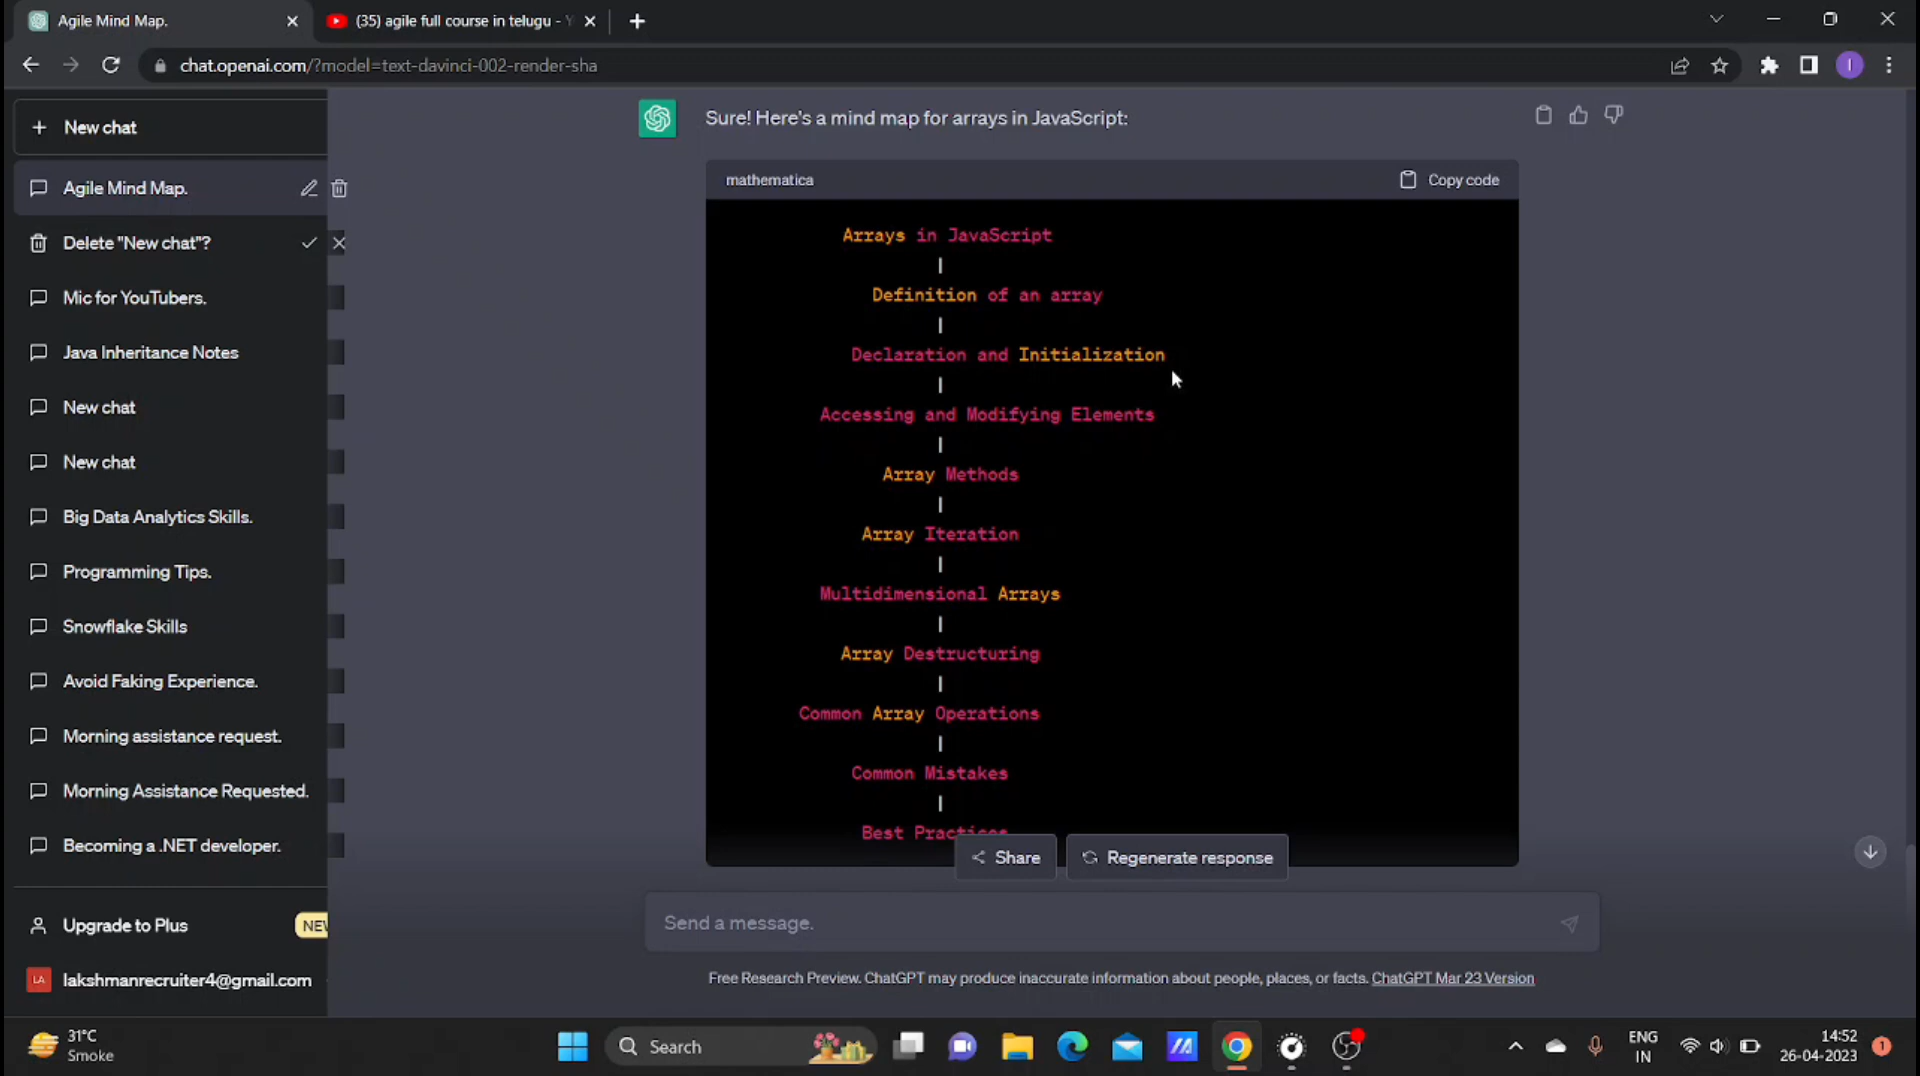 Agile Mind Map.
(35) agile full course in telugu -
chat.openai.com/?model=text-davinci-002-render-sha
I
New chat
Agile Mind Map.
Delete "New chat"?
Mic for YouTubers.
Java Inheritance Notes
New chat
New chat
Big Data Analytics Skills.
Programming Tips.
Snowflake Skills
Avoid Faking Experience.
Morning assistance request.
Morning Assistance Requested.
Becoming a .NET developer.
Upgrade to Plus
NEW
LA
lakshmanrecruiter4@gmail.com
Sure! Here's a mind map for arrays in JavaScript:
mathematica
Copy code
Arrays in JavaScript
|
Definition of an array
|
Declaration and Initialization
|
Accessing and Modifying Elements
|
Array Methods
|
Array Iteration
|
Multidimensional Arrays
|
Array Destructuring
|
Common Array Operations
|
Common Mistakes
|
Best Practices
Share
Regenerate response
Send a message.
Free Research Preview. ChatGPT may produce inaccurate information about people, places, or facts. ChatGPT Mar 23 Version
31°C
Smoke
Search
ENG
IN
14:52
26-04-2023
1